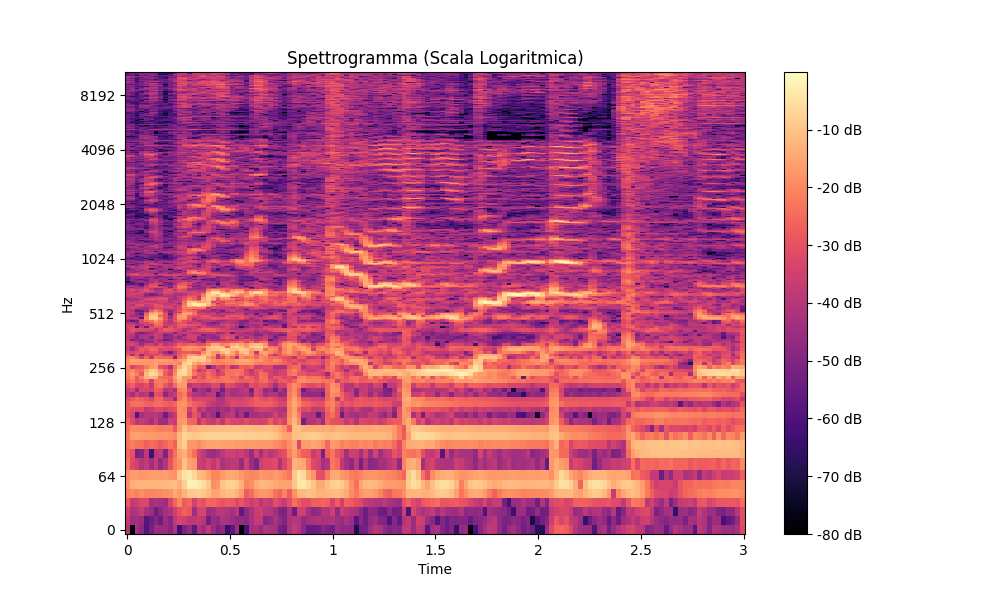 Spettrogramma (Scala Logaritmica)
8192
4096
2048
1024
512
256
128
64
0
Hz
0 0.5 1 1.5 2 2.5 3
Time
-10 dB
-20 dB
-30 dB
-40 dB
-50 dB
-60 dB
-70 dB
-80 dB